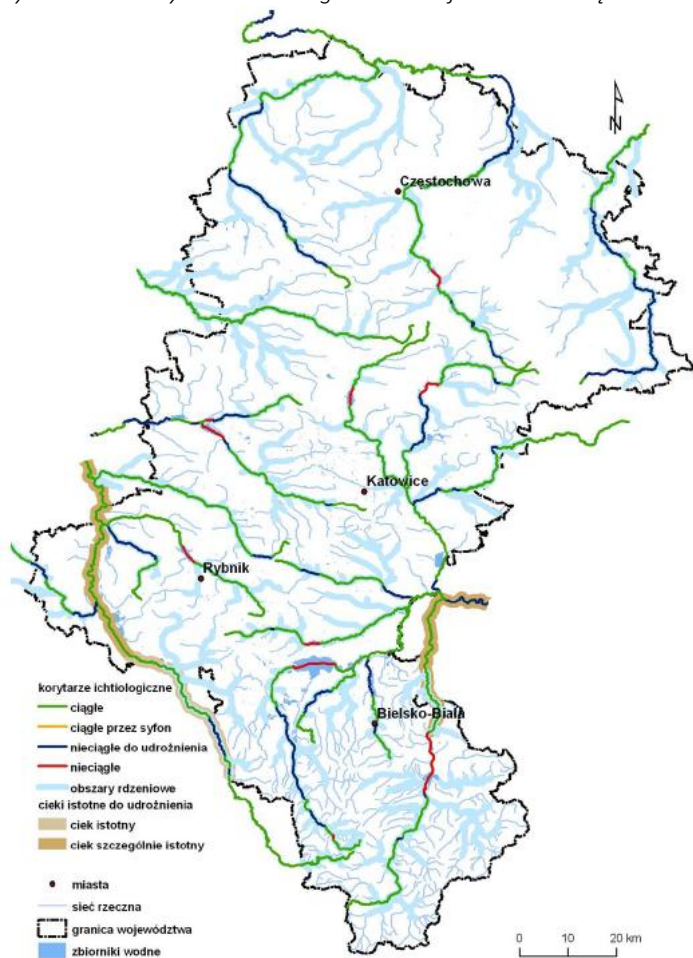 N
Częstochowa
Katowice
Rybnik
Bielsko-Biala
korytarze ichtiologiczne
ciągłe
ciągłe przez syfon
nieciągłe do udrożnienia
nieciągłe
obszary rdzeniowe
cieki istotne do udrożnienia
ciek istotny
ciek szczególnie istotny
miasta
sieć rzeczna
granica województwa
zbiorniki wodne
0 10 20 km